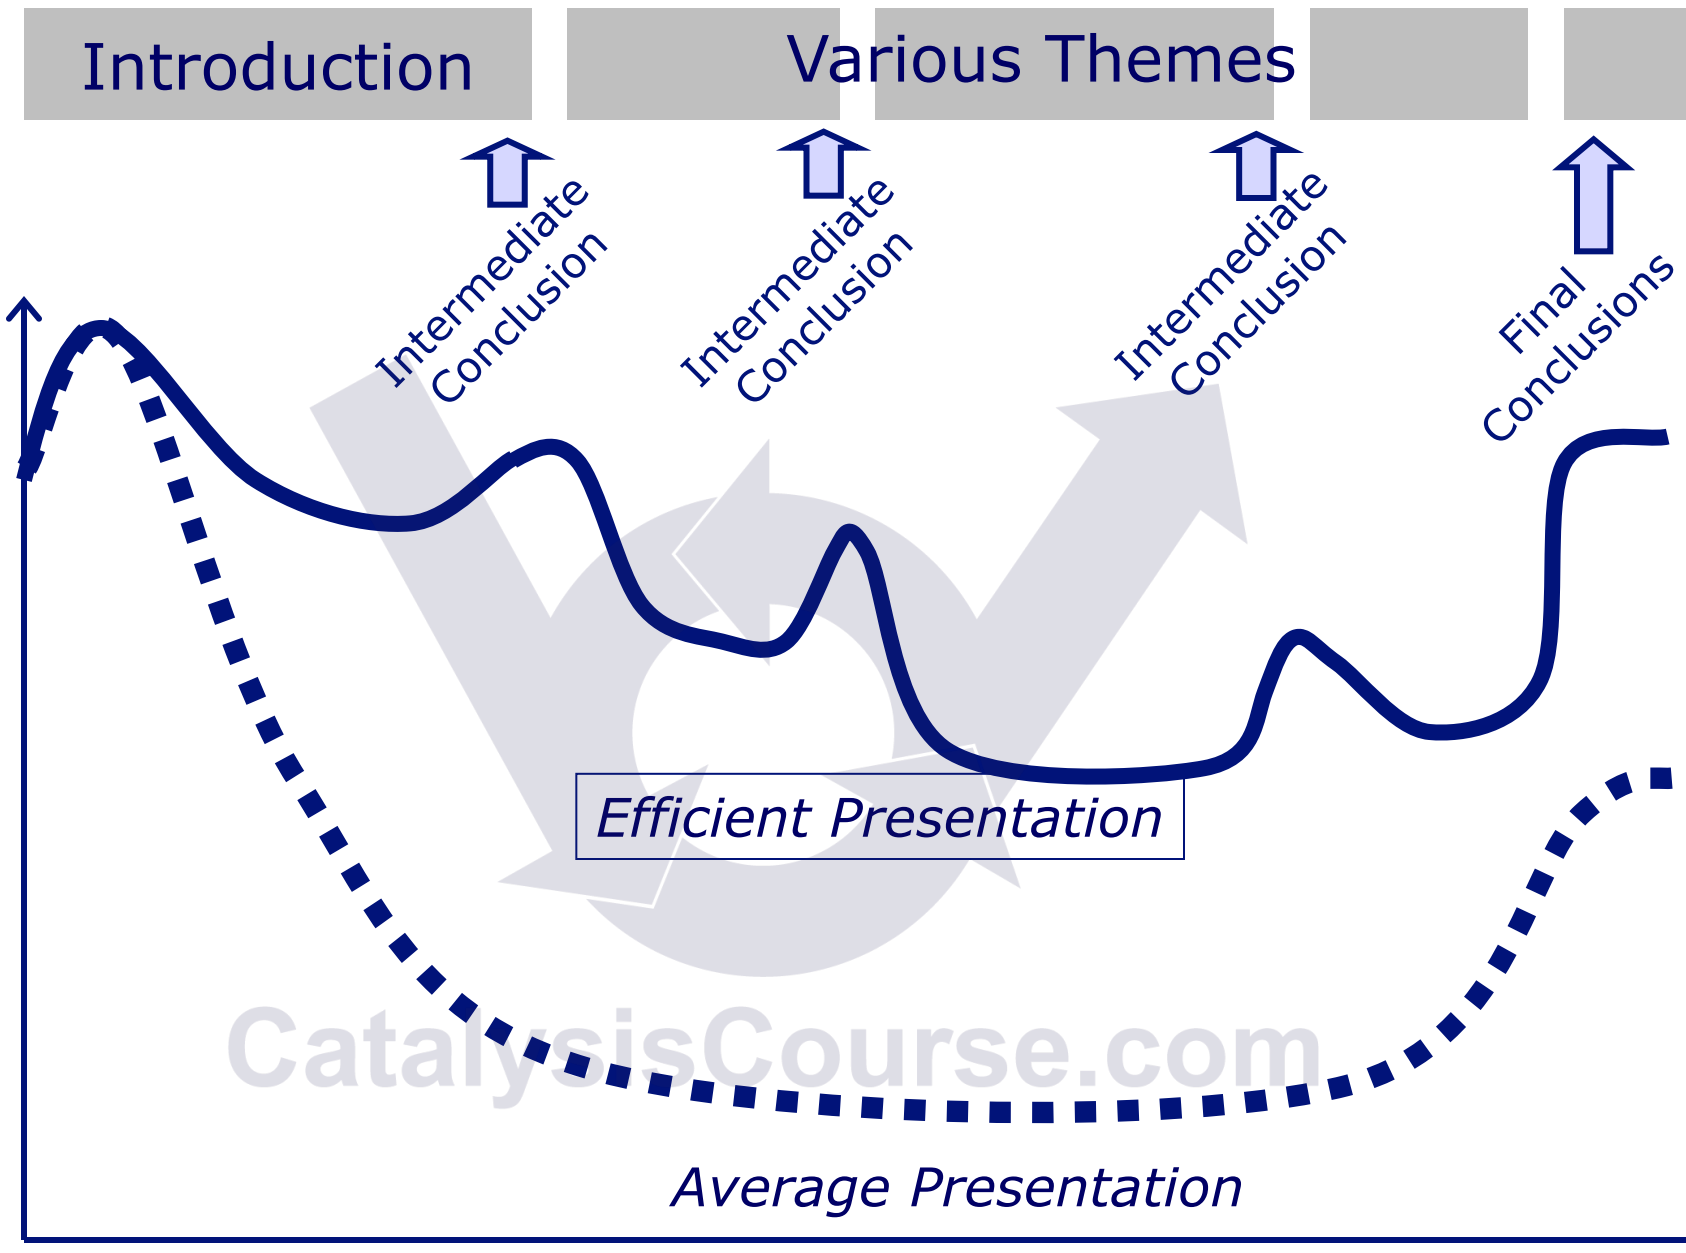 Introduction
Various Themes
Intermediate
Conclusion
Intermediate
Conclusion
Intermediate
Conclusion
Final
Conclusions
Efficient Presentation
CatalysisCourse.com
Average Presentation